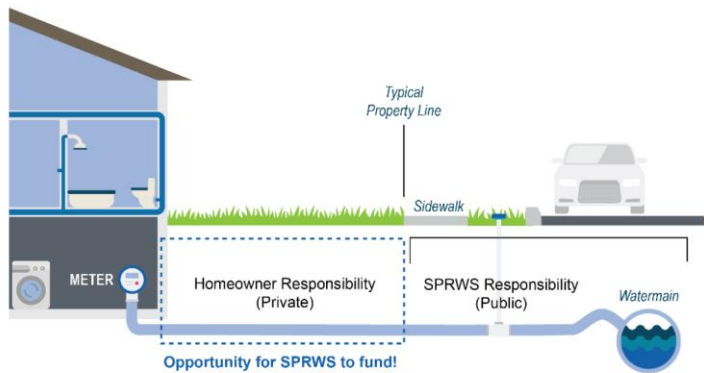 Typical
Property Line
Sidewalk
METER
Homeowner Responsibility
(Private)
SPRWS Responsibility
(Public)
Watermain
Opportunity for SPRWS to fund!